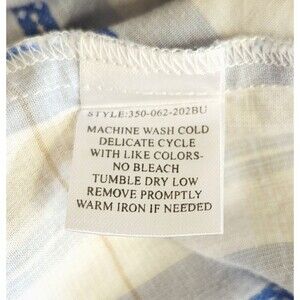 STYLE:350-062-202BU
MACHINE WASH COLD
DELICATE CYCLE
WITH LIKE COLORS-
NO BLEACH
TUMBLE DRY LOW
REMOVE PROMPTLY
WARM IRON IF NEEDED